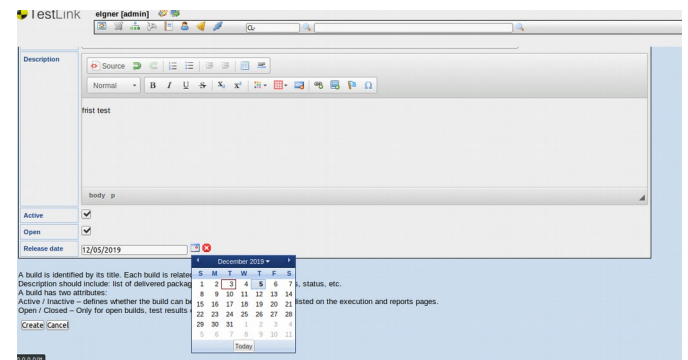 TestLink elgner [admin]
Description
Source
Normal B I U S X₂ X² Ω
frist test
body p
Active
Open
Release date 12/05/2019
December 2019
S M T W T F S
1 2 3 4 5 6 7
8 9 10 11 12 13 14
15 16 17 18 19 20 21
22 23 24 25 26 27 28
29 30 31 1 2 3 4
5 6 7 8 9 10 11
Today
A build is identified by its title. Each build is related
Description should include: list of delivered packag s, status, etc.
A build has two attributes:
Active / Inactive – defines whether the build can be listed on the execution and reports pages.
Open / Closed – Only for open builds, test results
Create Cancel